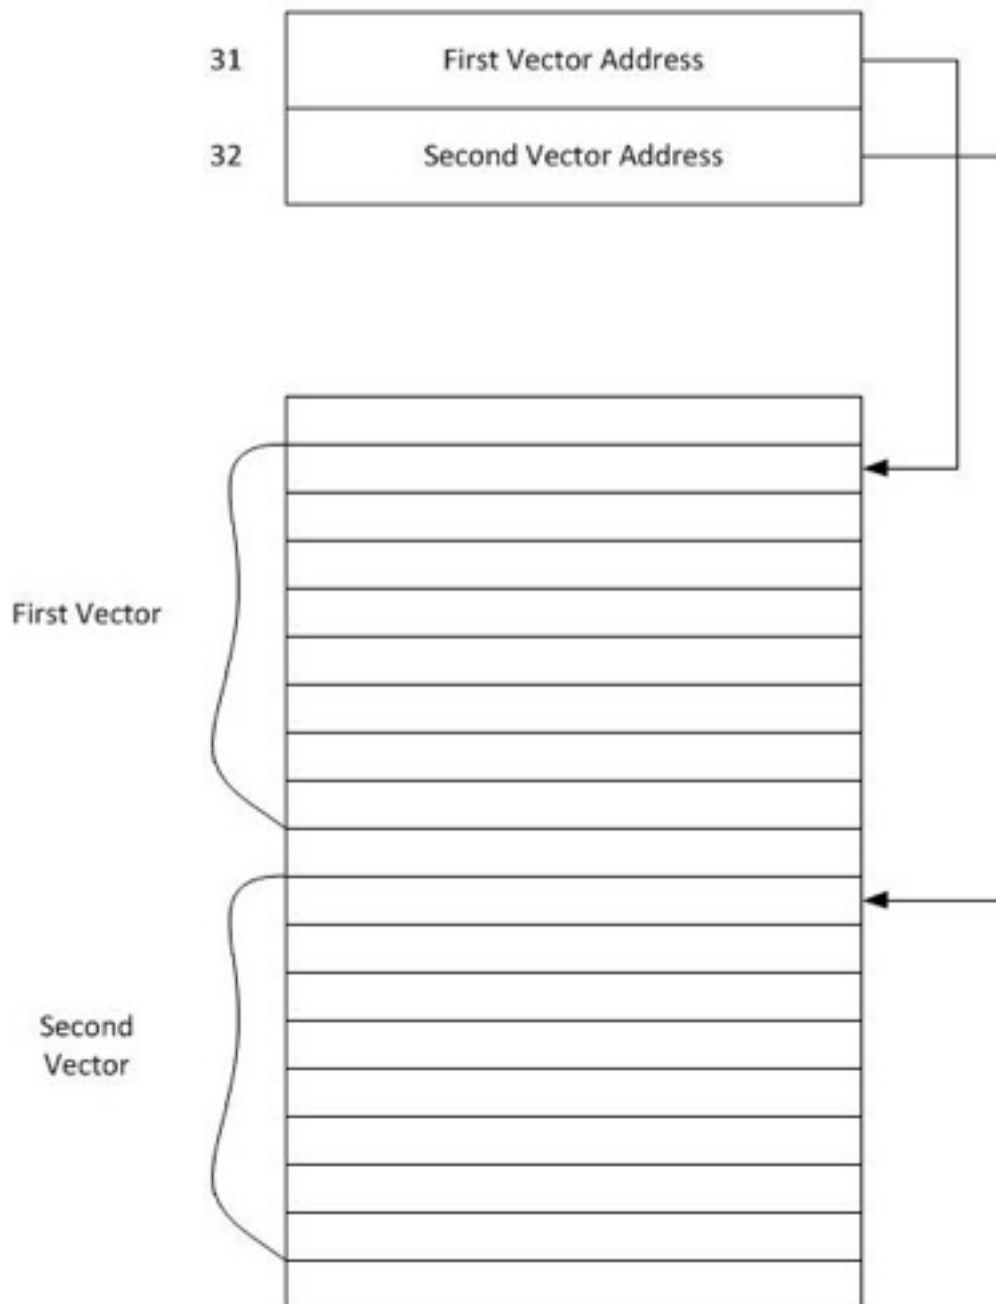 31 First Vector Address
32 Second Vector Address
First Vector
Second
Vector